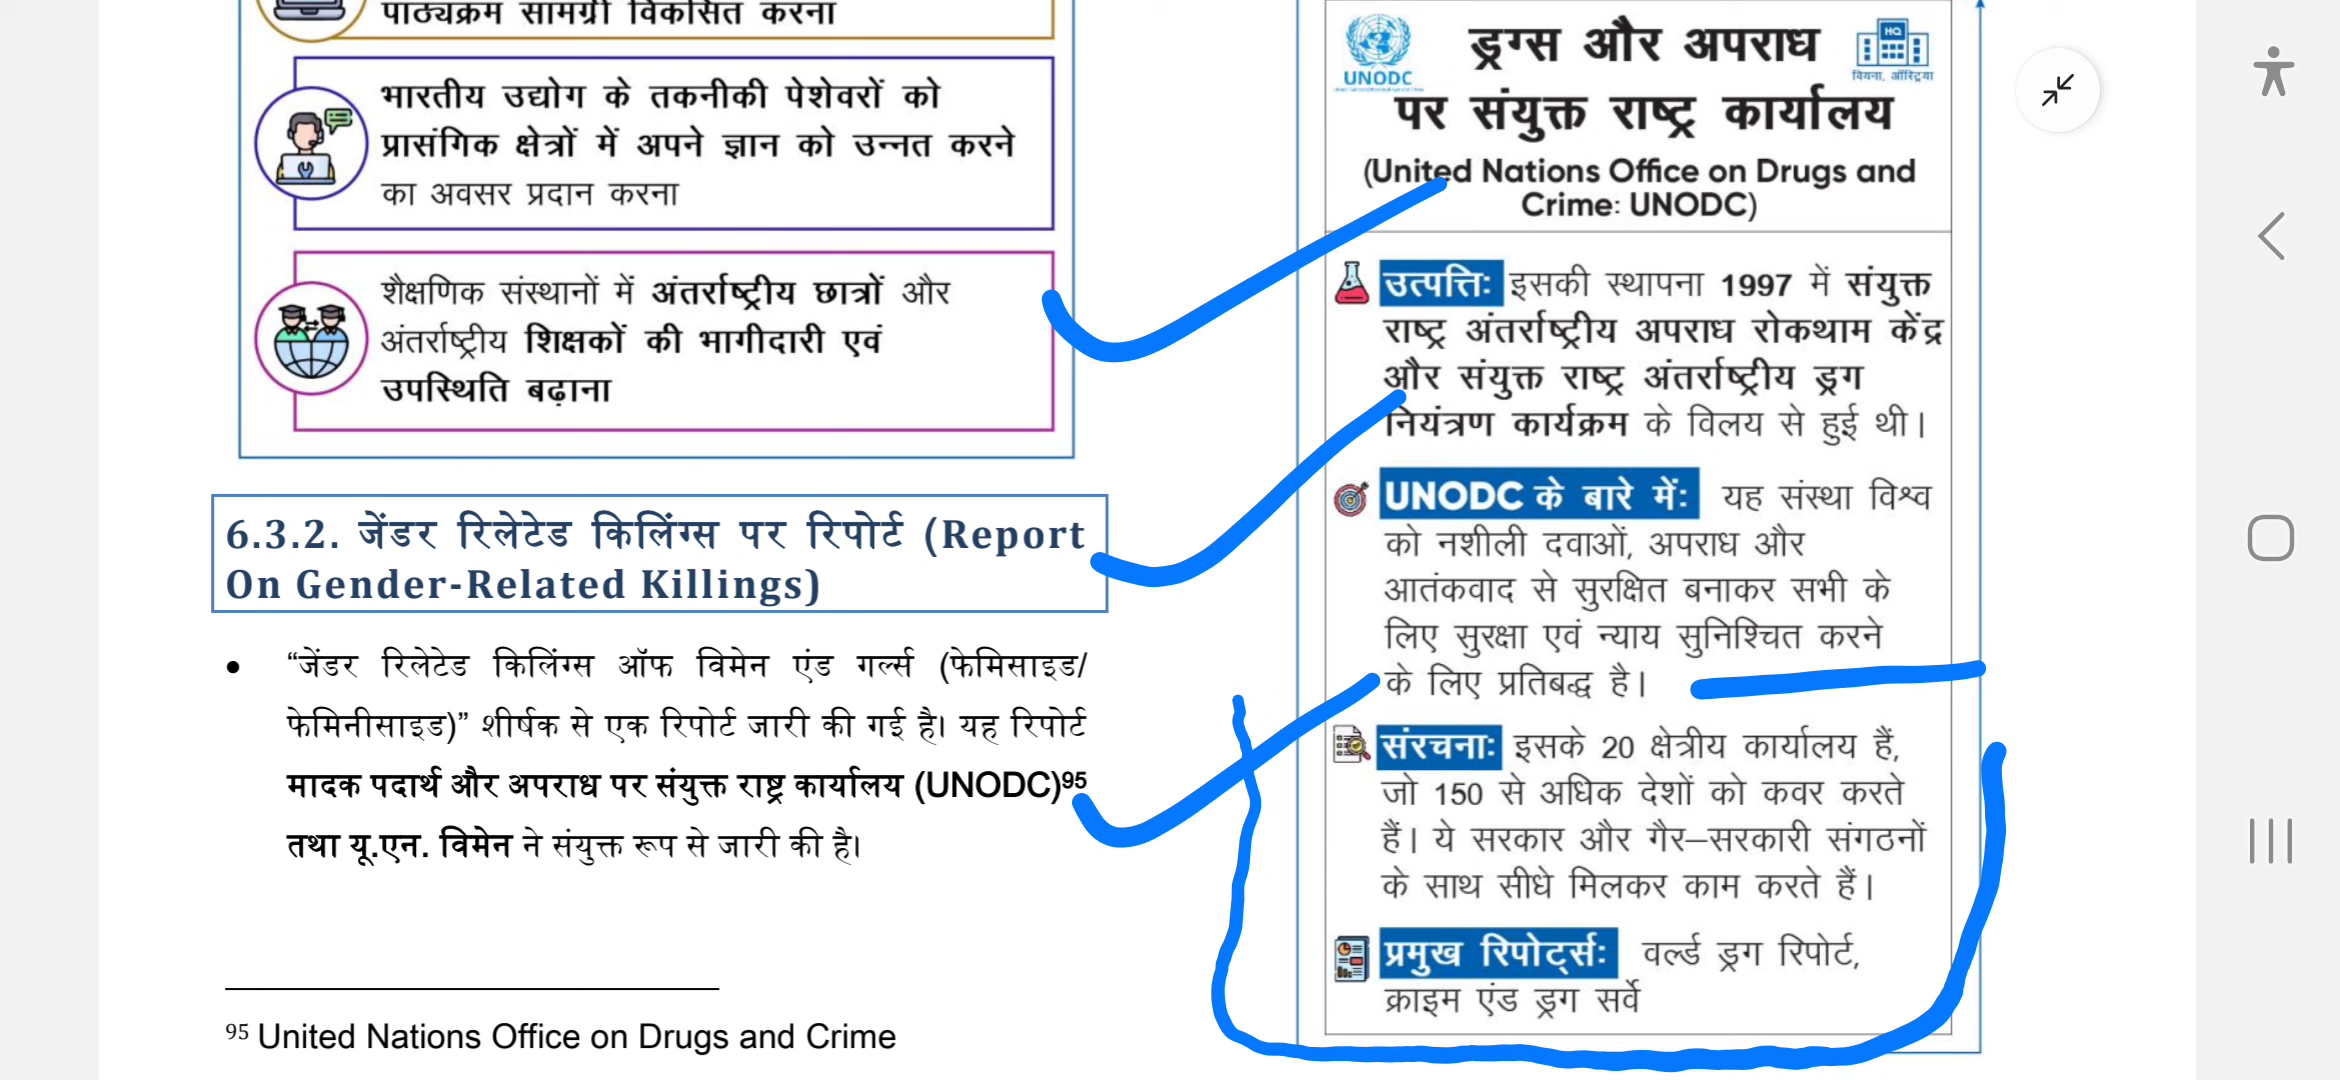 पाठ्यक्रम सामग्री विकसित करना
भारतीय उद्योग के तकनीकी पेशेवरों को
प्रासंगिक क्षेत्रों में अपने ज्ञान को उन्नत करने
का अवसर प्रदान करना
शैक्षणिक संस्थानों में अंतर्राष्ट्रीय छात्रों और
अंतर्राष्ट्रीय शिक्षकों की भागीदारी एवं
उपस्थिति बढ़ाना
6.3.2. जेंडर रिलेटेड किलिंग्स पर रिपोर्ट (Report
On Gender-Related Killings)
• “जेंडर रिलेटेड किलिंग्स ऑफ विमेन एंड गर्ल्स (फेमिसाइड/
फेमिनीसाइड)” शीर्षक से एक रिपोर्ट जारी की गई है। यह रिपोर्ट
मादक पदार्थ और अपराध पर संयुक्त राष्ट्र कार्यालय (UNODC)95
तथा यू.एन. विमेन ने संयुक्त रूप से जारी की है।
95 United Nations Office on Drugs and Crime
UNODC
ड्रग्स और अपराध
HQ
वियना, ऑस्ट्रिया
पर संयुक्त राष्ट्र कार्यालय
(United Nations Office on Drugs and
Crime: UNODC)
उत्पत्ति: इसकी स्थापना 1997 में संयुक्त
राष्ट्र अंतर्राष्ट्रीय अपराध रोकथाम केंद्र
और संयुक्त राष्ट्र अंतर्राष्ट्रीय ड्रग
नियंत्रण कार्यक्रम के विलय से हुई थी।
UNODC के बारे में: यह संस्था विश्व
को नशीली दवाओं, अपराध और
आतंकवाद से सुरक्षित बनाकर सभी के
लिए सुरक्षा एवं न्याय सुनिश्चित करने
के लिए प्रतिबद्ध है।
संरचना: इसके 20 क्षेत्रीय कार्यालय हैं,
जो 150 से अधिक देशों को कवर करते
हैं। ये सरकार और गैर–सरकारी संगठनों
के साथ सीधे मिलकर काम करते हैं।
प्रमुख रिपोर्ट्स: वर्ल्ड ड्रग रिपोर्ट,
क्राइम एंड ड्रग सर्वे